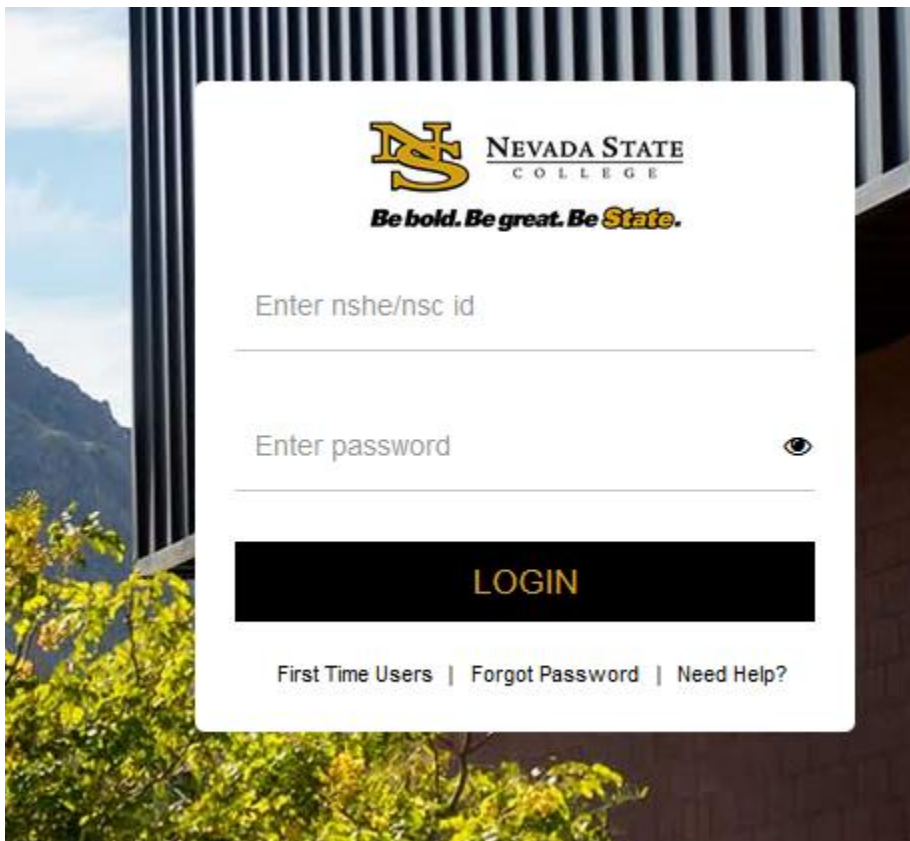 NS NEVADA STATE
COLLEGE
Be bold. Be great. Be State.
Enter nshe/nsc id
Enter password
LOGIN
First Time Users | Forgot Password | Need Help?